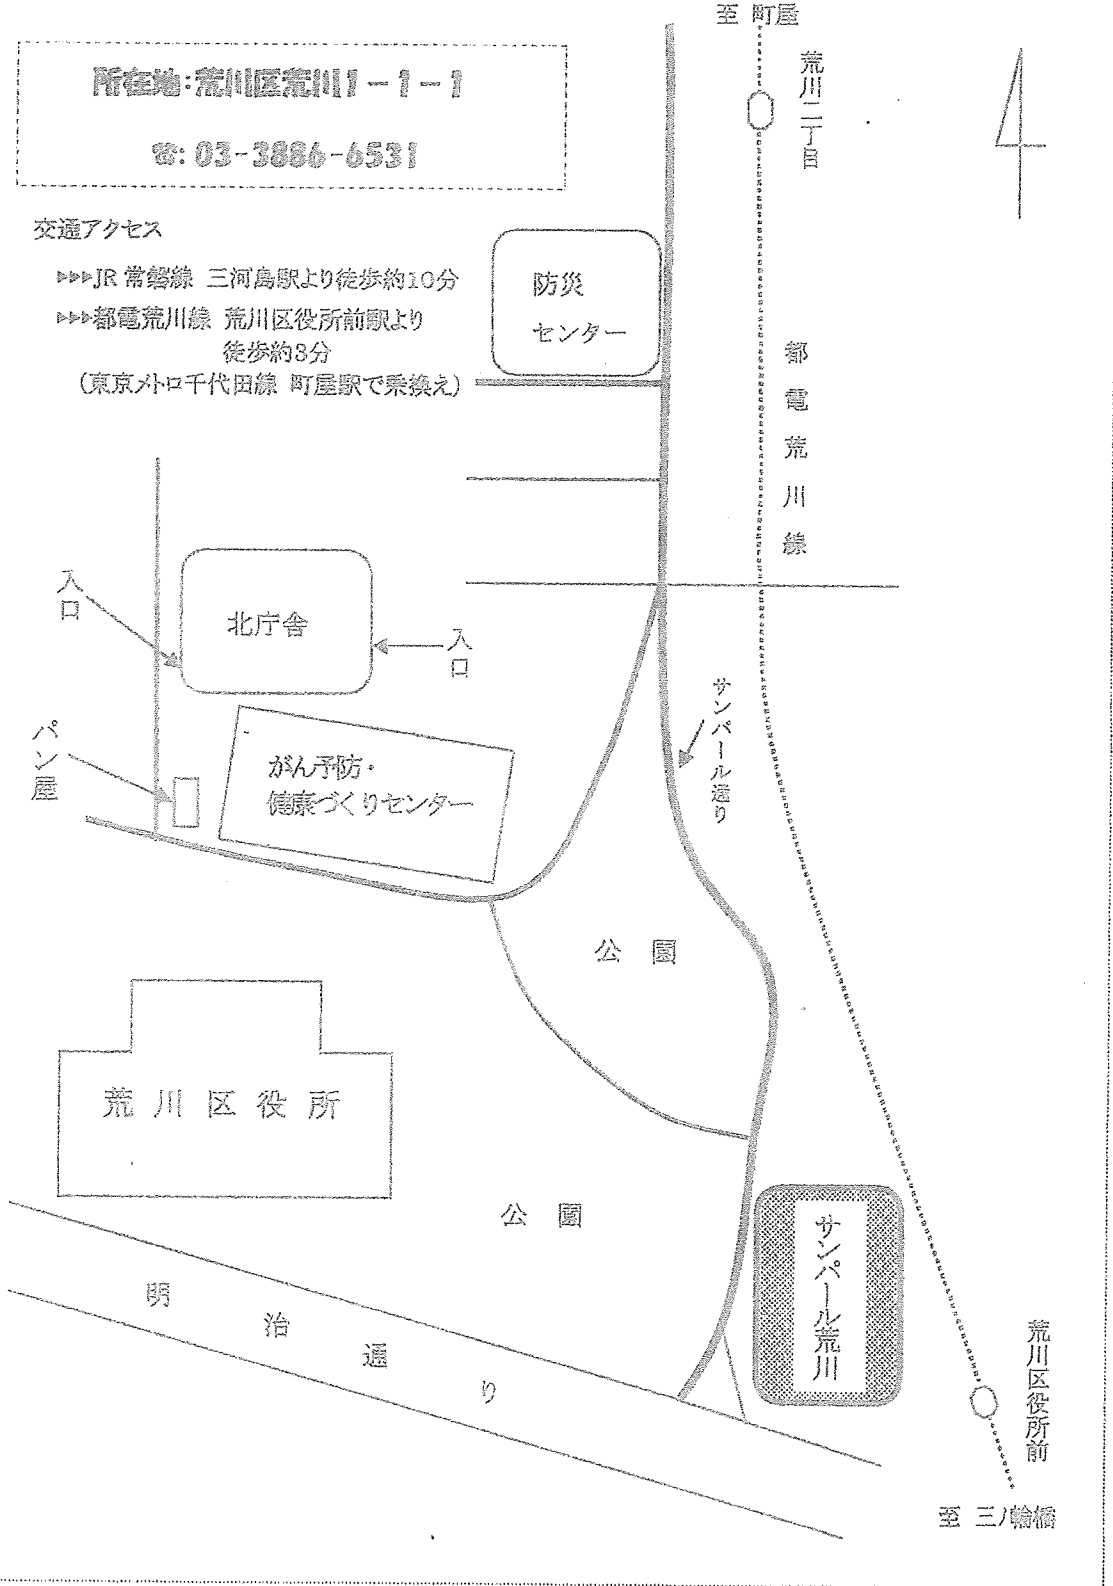 至 町屋
所在地：荒川区荒川1－1－1
☎：03-3886-6531
荒川二丁目
交通アクセス
▶▶▶JR 常磐線 三河島駅より徒歩約10分
▶▶▶都電荒川線 荒川区役所前駅より
徒歩約3分
（東京メトロ千代田線 町屋駅で乗換え）
防災
センター
都電荒川線
入口
北庁舎
入口
サンパール通り
パン屋
がん予防・
健康づくりセンター
公園
荒川区役所
公園
サンパール荒川
明治通り
荒川区役所前
至 三ノ輪橋